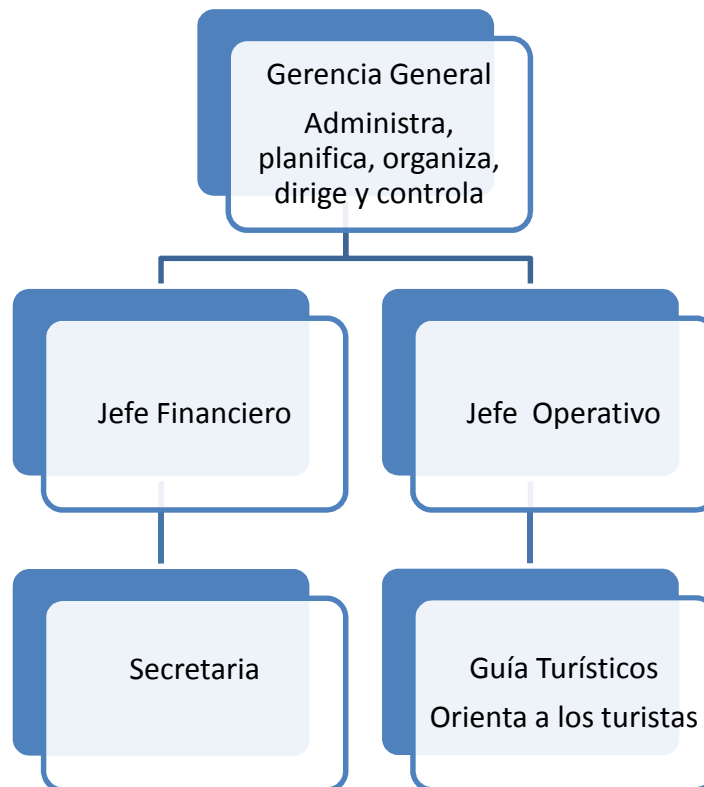 Gerencia General
Administra,
planifica, organiza,
dirige y controla
Jefe Financiero
Jefe Operativo
Secretaria
Guía Turísticos
Orienta a los turistas